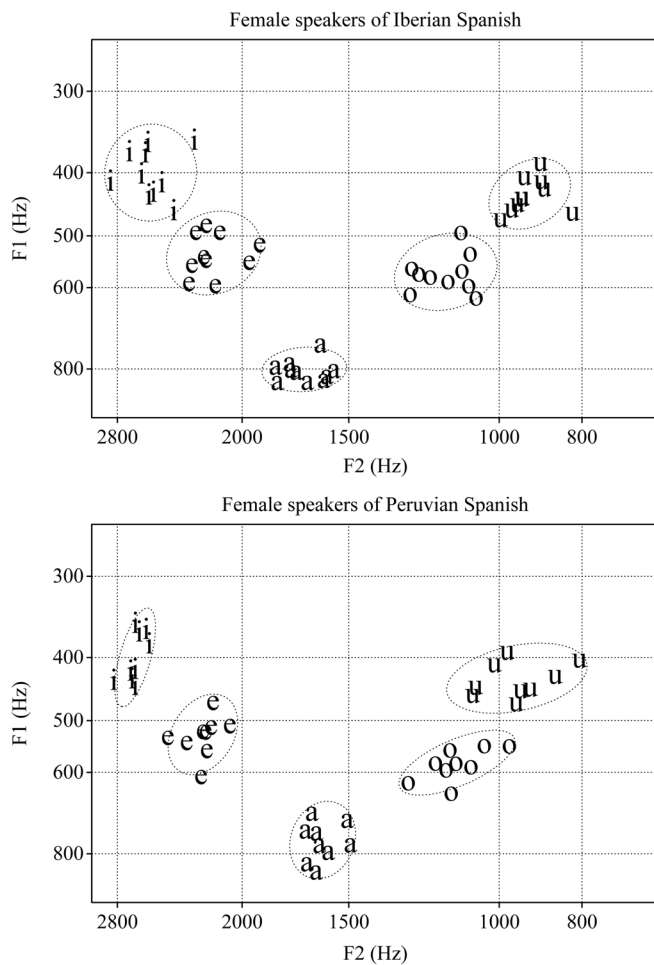 Female speakers of Iberian Spanish
F1 (Hz)
300
400
500
600
800
i i i i i i i i i i
e e e e e e e e e e
a a a a a a a a a a
o o o o o o o o o o
u u u u u u u u u u
2800 2000 1500 1000 800
F2 (Hz)
Female speakers of Peruvian Spanish
F1 (Hz)
300
400
500
600
800
i i i i i i i i i
e e e e e e e e e
a a a a a a a a a
o o o o o o o o o
u u u u u u u u u
2800 2000 1500 1000 800
F2 (Hz)